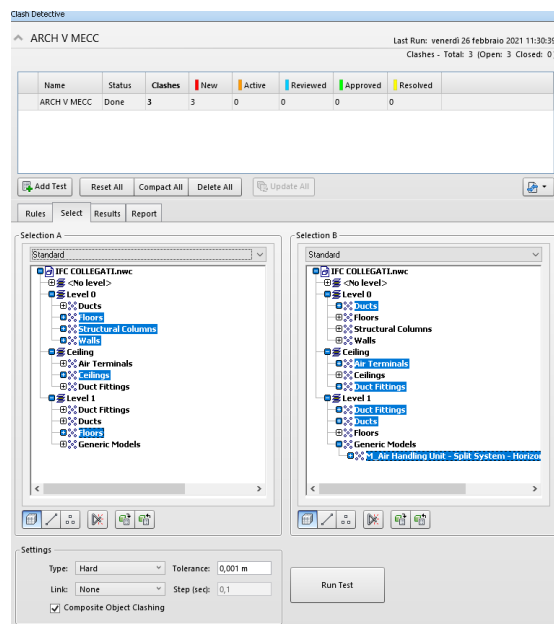 Clash Detective
ARCH V MECC
Last Run: venerdì 26 febbraio 2021 11:30:39
Clashes - Total: 3 (Open: 3 Closed: 0
Name Status Clashes New Active Reviewed Approved Resolved
ARCH V MECC Done 3 3 0 0 0 0
Add Test Reset All Compact All Delete All Update All
Rules Select Results Report
Selection A
Standard
IFC COLLEGATI.nwc
<No level>
Level 0
Ducts
Floors
Structural Columns
Walls
Ceiling
Air Terminals
Ceilings
Duct Fittings
Level 1
Duct Fittings
Ducts
Floors
Generic Models
Selection B
Standard
IFC COLLEGATI.nwc
<No level>
Level 0
Ducts
Floors
Structural Columns
Walls
Ceiling
Air Terminals
Ceilings
Duct Fittings
Level 1
Duct Fittings
Ducts
Floors
Generic Models
M_Air Handling Unit - Split System - Horizon
Settings
Type: Hard Tolerance: 0,001 m
Link: None Step (sec): 0,1
Composite Object Clashing
Run Test